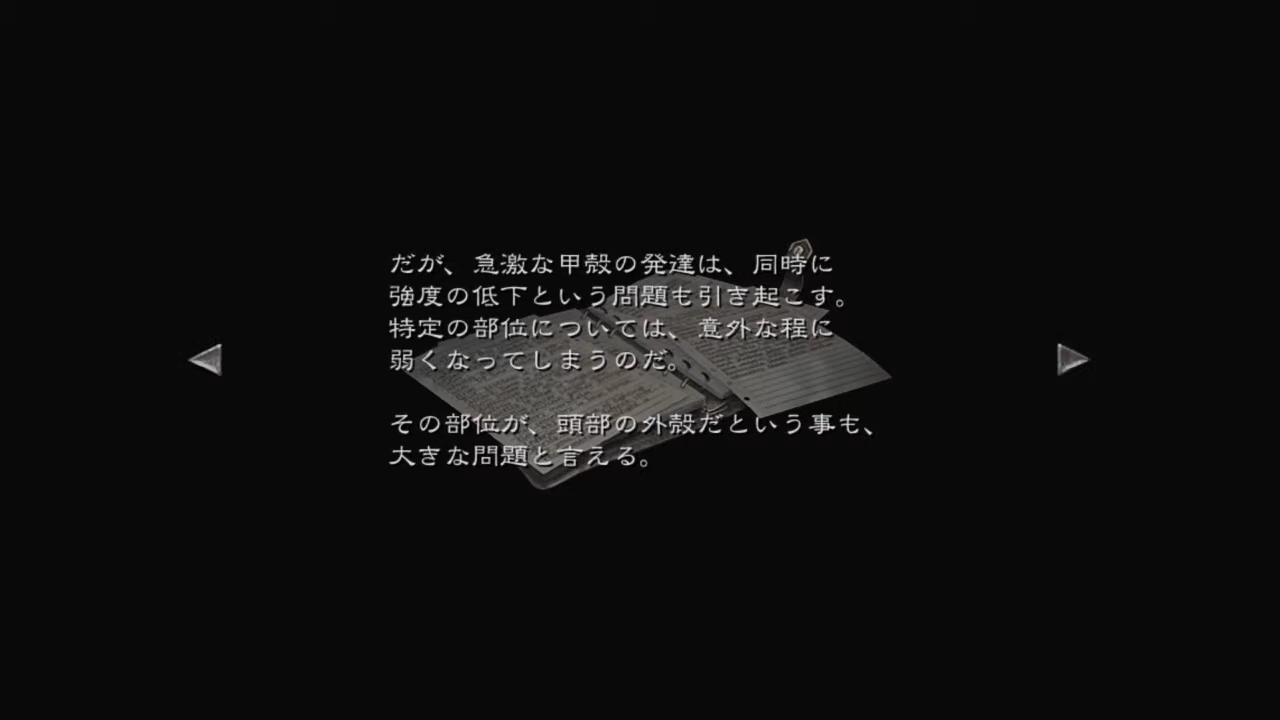 だが、急激な甲殻の発達は、同時に
強度の低下という問題も引き起こす。
特定の部位については、意外な程に
弱くなってしまうのだ。
その部位が、頭部の外殻だという事も、
大きな問題と言える。